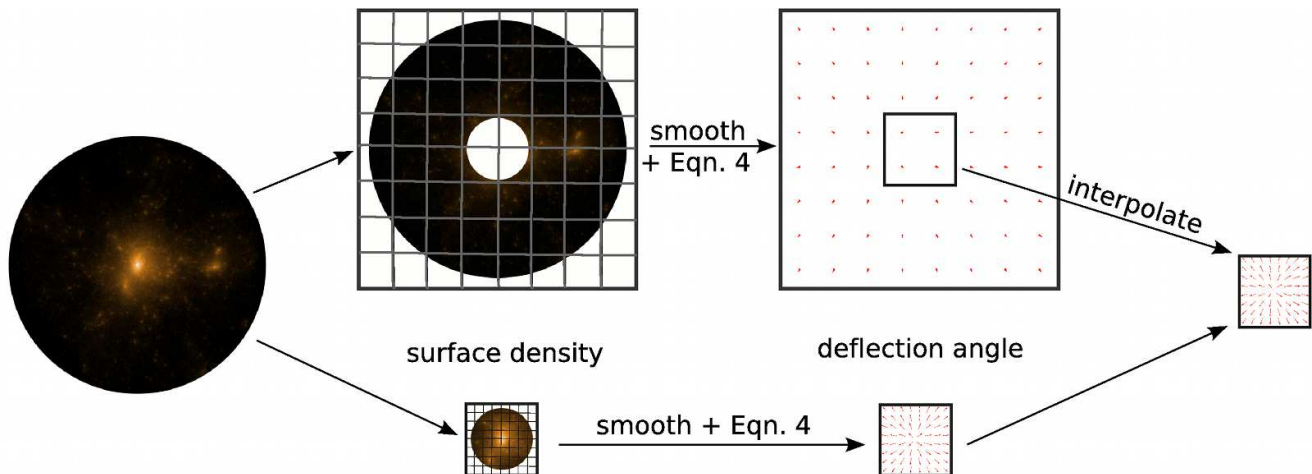 smooth
+ Eqn. 4
interpolate
surface density
deflection angle
smooth + Eqn. 4